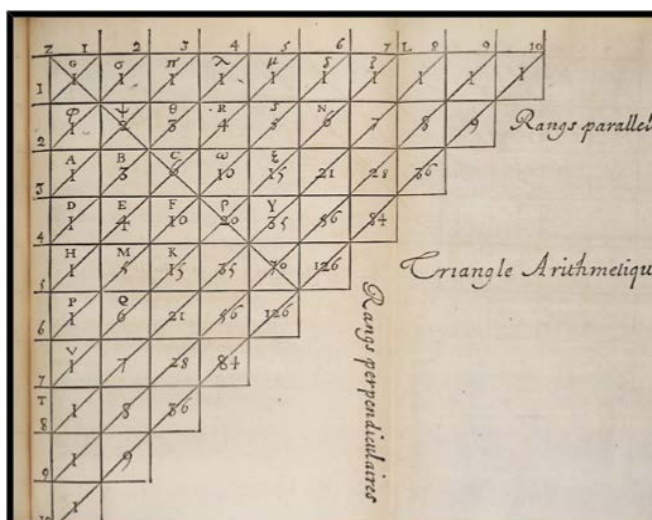 Z 1 2 3 4 5 6 7 L 8 9 10
G σ π λ μ δ ζ
1 1 1 1 1 1 1 1 1 1 1
φ ψ θ R S N
2 1 2 3 4 5 6 7 8 9 Rangs parallel
A B C ω ξ
3 1 3 6 10 15 21 28 36
D E F ρ Y
4 1 4 10 20 35 56 84
H M K
5 1 5 15 35 70 126 Triangle Arithmetiqu
P Q
6 1 6 21 56 126
V
7 1 7 28 84
T
8 1 8 36
9 1 9
10 1
Rangs perpendiculaires